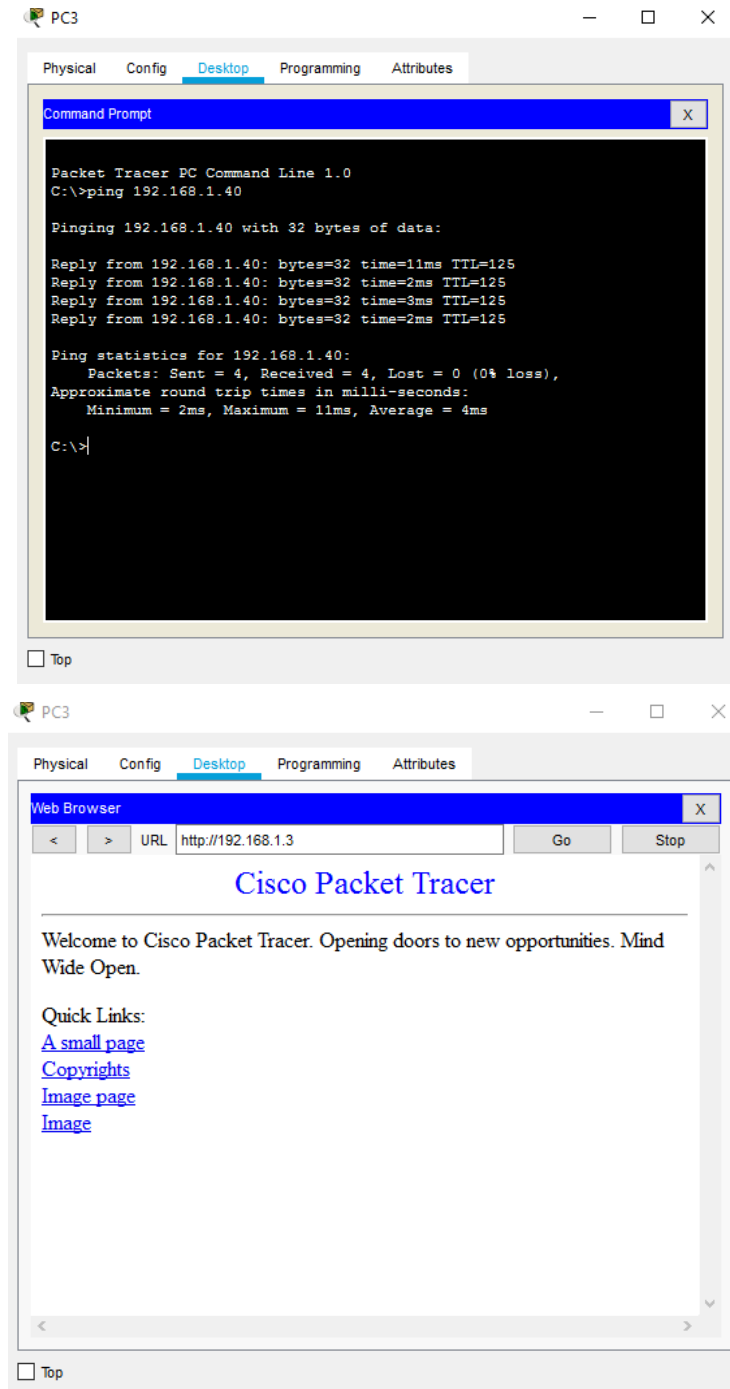 PC3
Physical Config Desktop Programming Attributes
Command Prompt
X
Packet Tracer PC Command Line 1.0
C:\>ping 192.168.1.40
Pinging 192.168.1.40 with 32 bytes of data:
Reply from 192.168.1.40: bytes=32 time=11ms TTL=125
Reply from 192.168.1.40: bytes=32 time=2ms TTL=125
Reply from 192.168.1.40: bytes=32 time=3ms TTL=125
Reply from 192.168.1.40: bytes=32 time=2ms TTL=125
Ping statistics for 192.168.1.40:
Packets: Sent = 4, Received = 4, Lost = 0 (0% loss),
Approximate round trip times in milli-seconds:
Minimum = 2ms, Maximum = 11ms, Average = 4ms
C:\>
Top
PC3
Physical Config Desktop Programming Attributes
Web Browser
X
< > URL http://192.168.1.3 Go Stop
Cisco Packet Tracer
Welcome to Cisco Packet Tracer. Opening doors to new opportunities. Mind
Wide Open.
Quick Links:
A small page
Copyrights
Image page
Image
Top